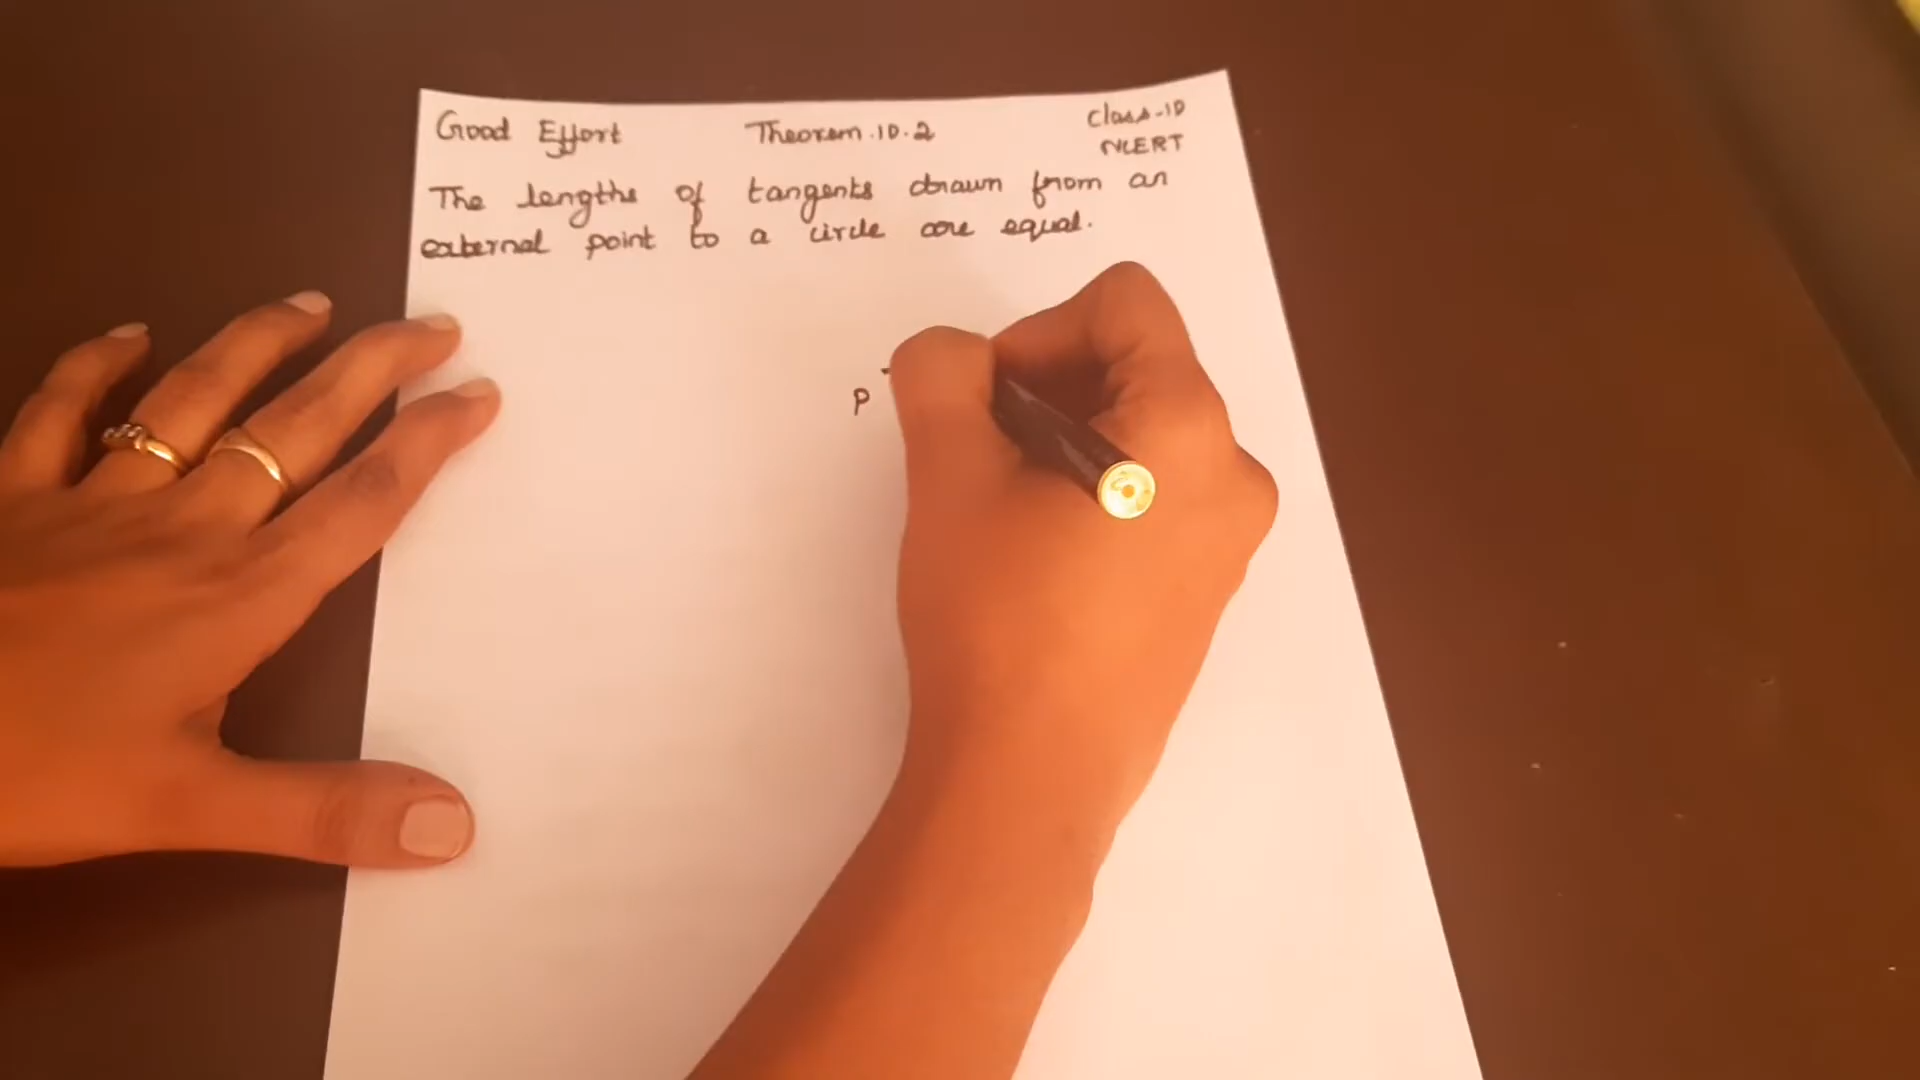 Good Effort Theorem.10.2 Class-10
NCERT
The lengths of tangents drawn from an
external point to a circle are equal.
P